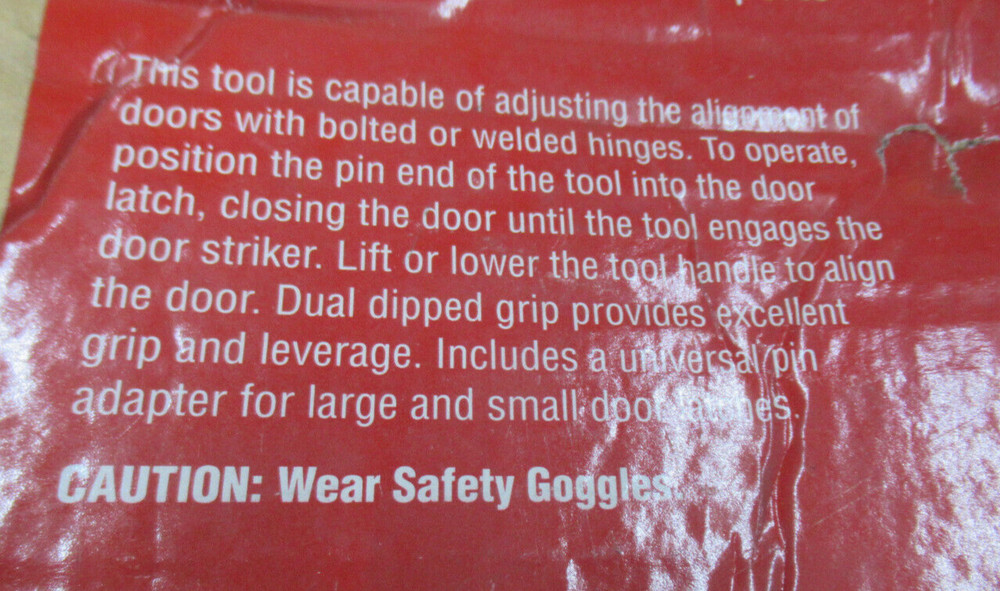 This tool is capable of adjusting the alignment of
doors with bolted or welded hinges. To operate,
position the pin end of the tool into the door
latch, closing the door until the tool engages the
door striker. Lift or lower the tool handle to align
the door. Dual dipped grip provides excellent
grip and leverage. Includes a universal pin
adapter for large and small door latches.
CAUTION: Wear Safety Goggles.